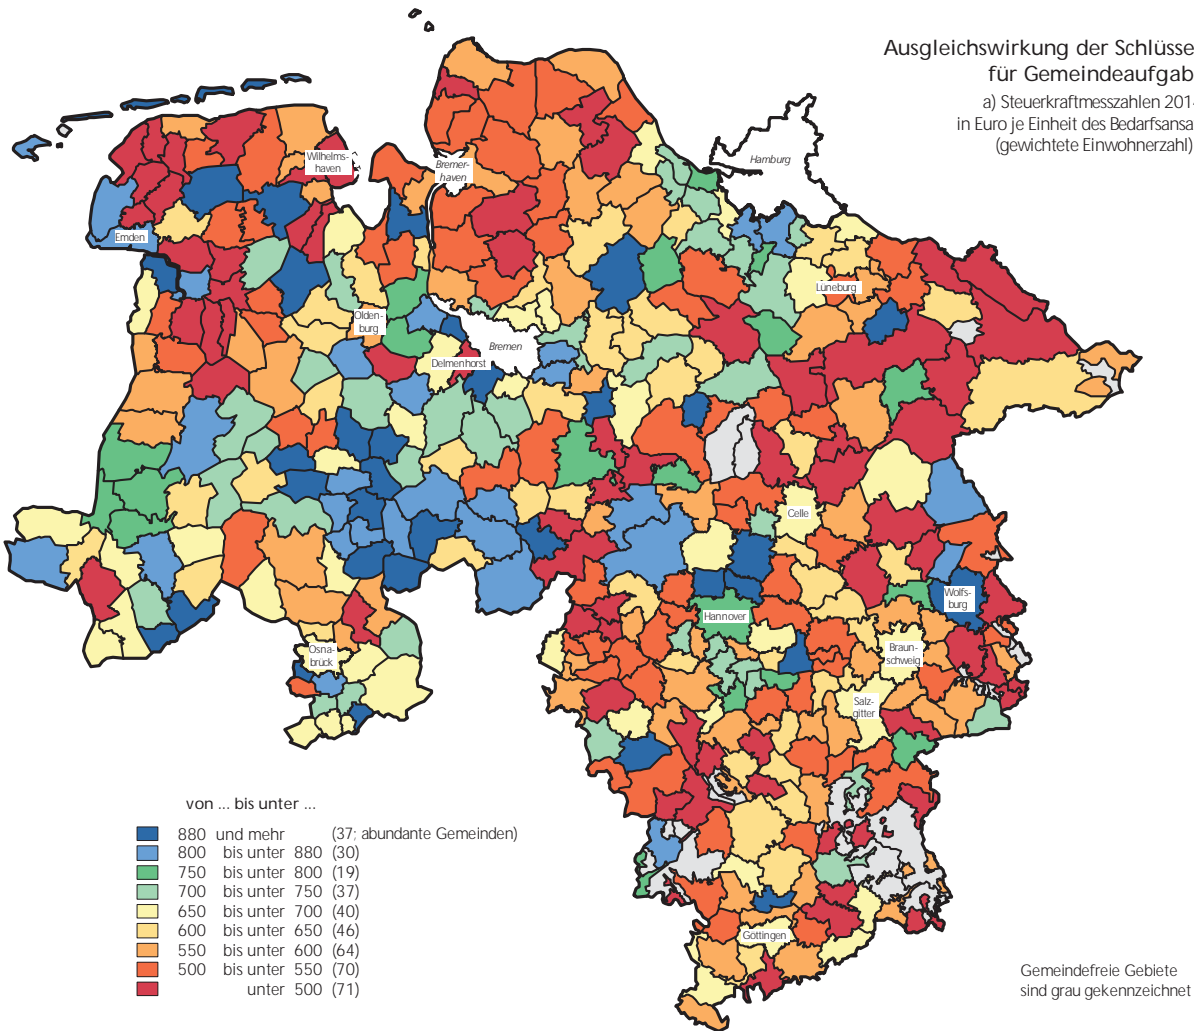 Ausgleichswirkung der Schlüsse
für Gemeindeaufgab
a) Steuerkraftmesszahlen 201
in Euro je Einheit des Bedarfsansa
(gewichtete Einwohnerzahl)
Hamburg
Wilhelms-
haven
Bremer-
haven
Emden
Lüneburg
Olden-
burg
Bremen
Delmenhorst
Celle
Wolfs-
burg
Hannover
Braun-
schweig
Osna-
brück
Salz-
gitter
Göttingen
von ... bis unter ...
880 und mehr (37; abundante Gemeinden)
800 bis unter 880 (30)
750 bis unter 800 (19)
700 bis unter 750 (37)
650 bis unter 700 (40)
600 bis unter 650 (46)
550 bis unter 600 (64)
500 bis unter 550 (70)
unter 500 (71)
Gemeindefreie Gebiete
sind grau gekennzeichnet